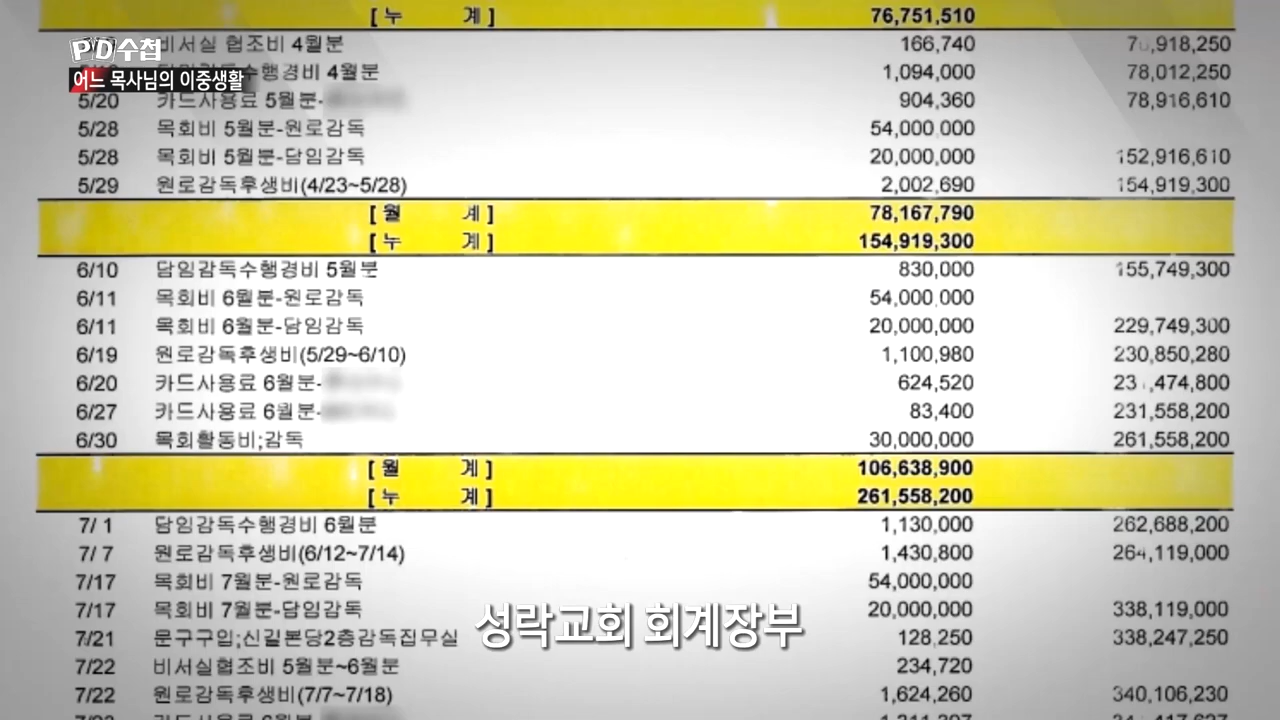 [ 누 계 ] 76,751,510
비서실 협조비 4월분 166,740 76,918,250
PD수첩
담임감독수행경비 4월분 1,094,000 78,012,250
어느 목사님의 이중생활
5/20 카드사용료 5월분- 904,360 78,916,610
5/28 목회비 5월분-원로감독 54,000,000
5/28 목회비 5월분-담임감독 20,000,000 152,916,610
5/29 원로감독후생비(4/23~5/28) 2,002,690 154,919,300
[ 월 계 ] 78,167,790
[ 누 계 ] 154,919,300
6/10 담임감독수행경비 5월분 830,000 155,749,300
6/11 목회비 6월분-원로감독 54,000,000
6/11 목회비 6월분-담임감독 20,000,000 229,749,300
6/19 원로감독후생비(5/29~6/10) 1,100,980 230,850,280
6/20 카드사용료 6월분- 624,520 231,474,800
6/27 카드사용료 6월분- 83,400 231,558,200
6/30 목회활동비;감독 30,000,000 261,558,200
[ 월 계 ] 106,638,900
[ 누 계 ] 261,558,200
7/ 1 담임감독수행경비 6월분 1,130,000 262,688,200
7/ 7 원로감독후생비(6/12~7/14) 1,430,800 264,119,000
7/17 목회비 7월분-원로감독 54,000,000
7/17 목회비 7월분-담임감독 20,000,000 338,119,000
성락교회 회계장부
7/21 문구구입;신길본당2층감독집무실 128,250 338,247,250
7/22 비서실협조비 5월분~6월분 234,720
7/22 원로감독후생비(7/7~7/18) 1,624,260 340,106,230